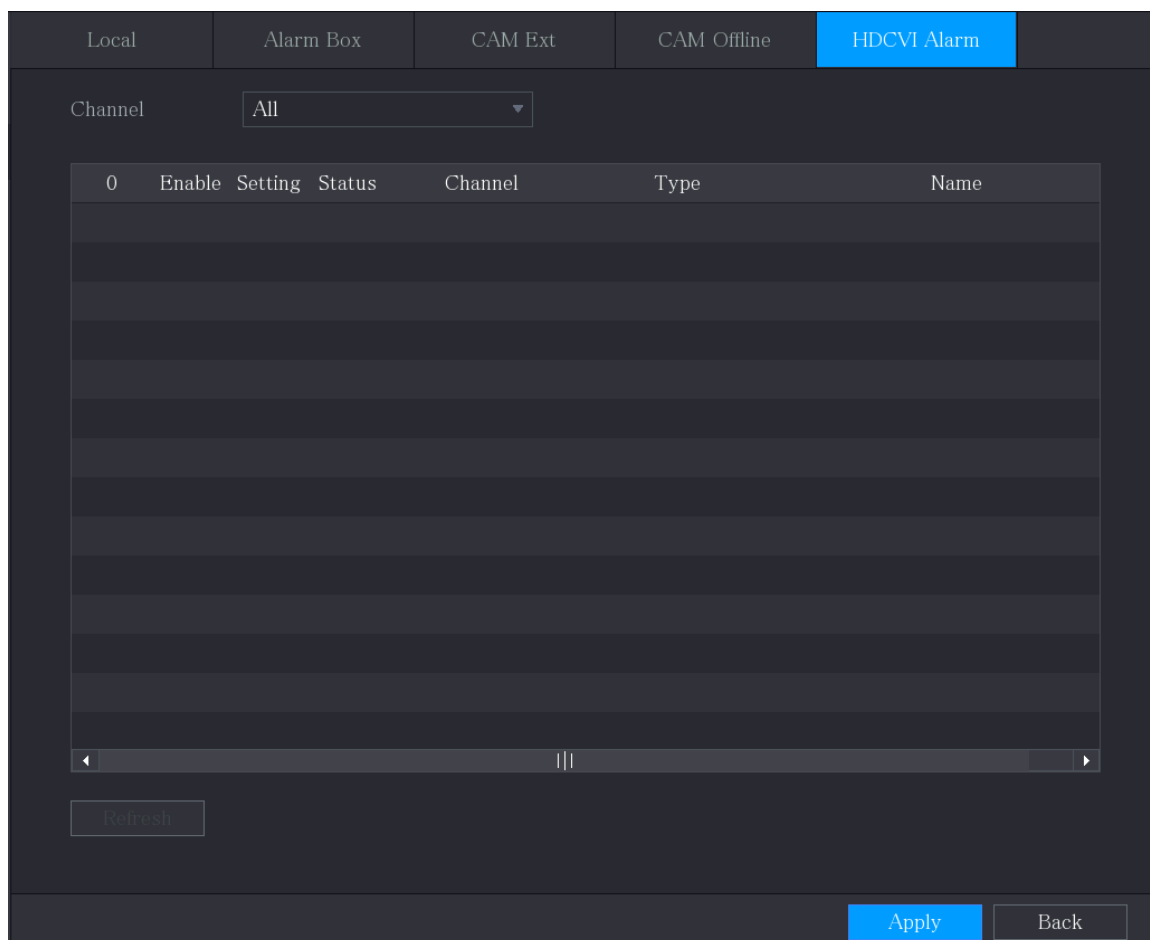 Local Alarm Box CAM Ext CAM Offline HDCVI Alarm
Channel All
0 Enable Setting Status Channel Type Name
Refresh
Apply Back